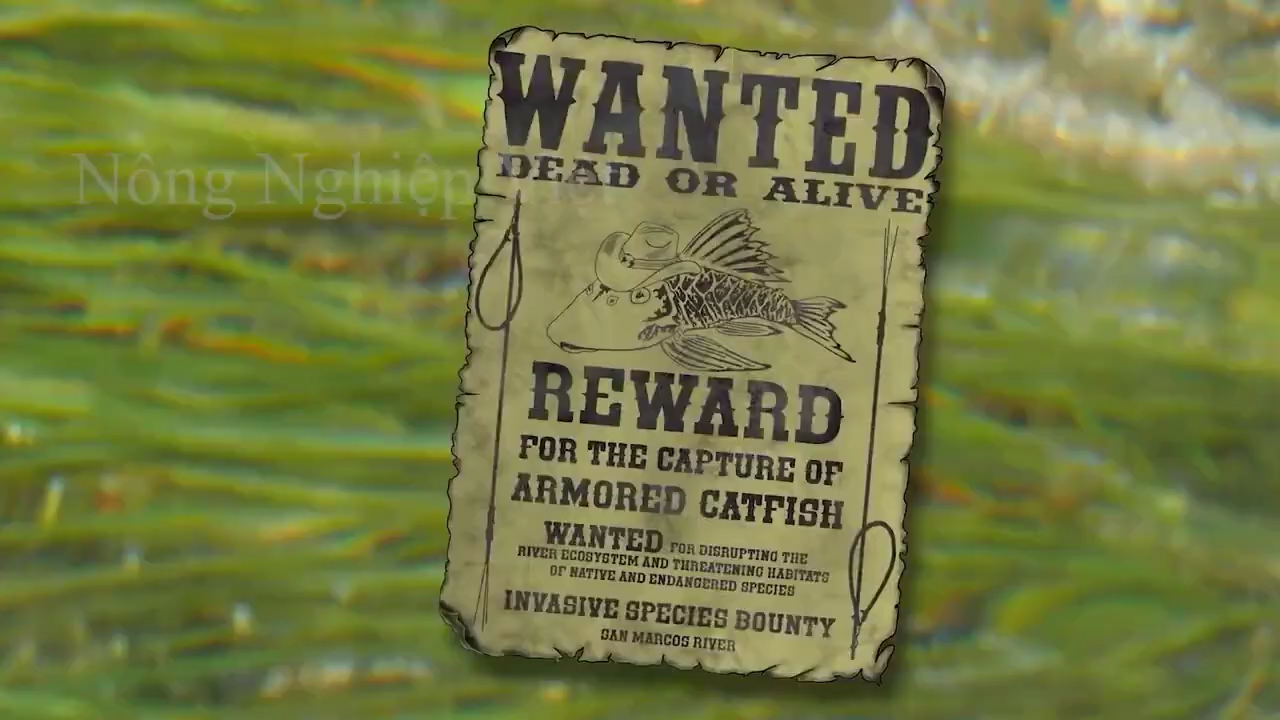 WANTED
DEAD OR ALIVE
Nông Nghiệp
REWARD
FOR THE CAPTURE OF
ARMORED CATFISH
WANTED FOR DISRUPTING THE
RIVER ECOSYSTEM AND THREATENING HABITATS
OF NATIVE AND ENDANGERED SPECIES
INVASIVE SPECIES BOUNTY
SAN MARCOS RIVER